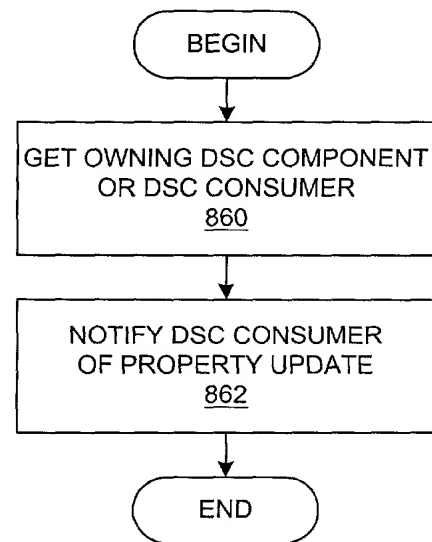 BEGIN
GET OWNING DSC COMPONENT
OR DSC CONSUMER
860
NOTIFY DSC CONSUMER
OF PROPERTY UPDATE
862
END